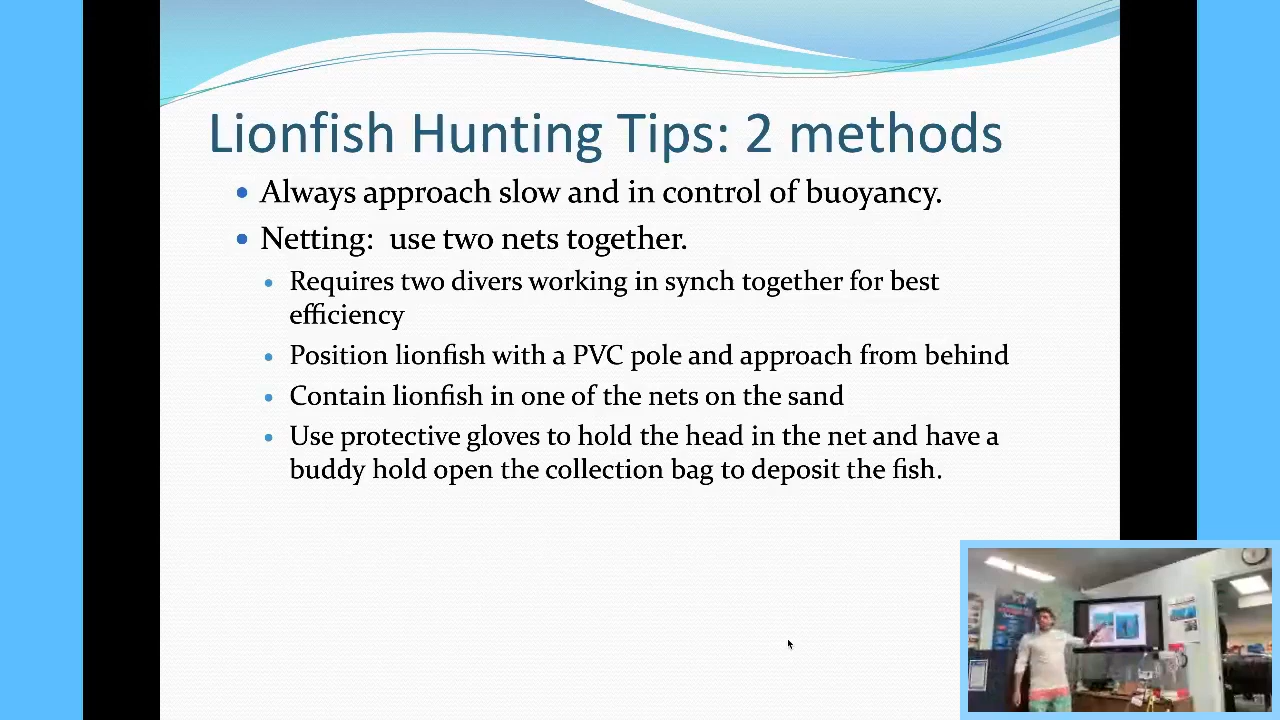 Lionfish Hunting Tips: 2 methods
Always approach slow and in control of buoyancy.
Netting:  use two nets together.
Requires two divers working in synch together for best
efficiency
Position lionfish with a PVC pole and approach from behind
Contain lionfish in one of the nets on the sand
Use protective gloves to hold the head in the net and have a
buddy hold open the collection bag to deposit the fish.